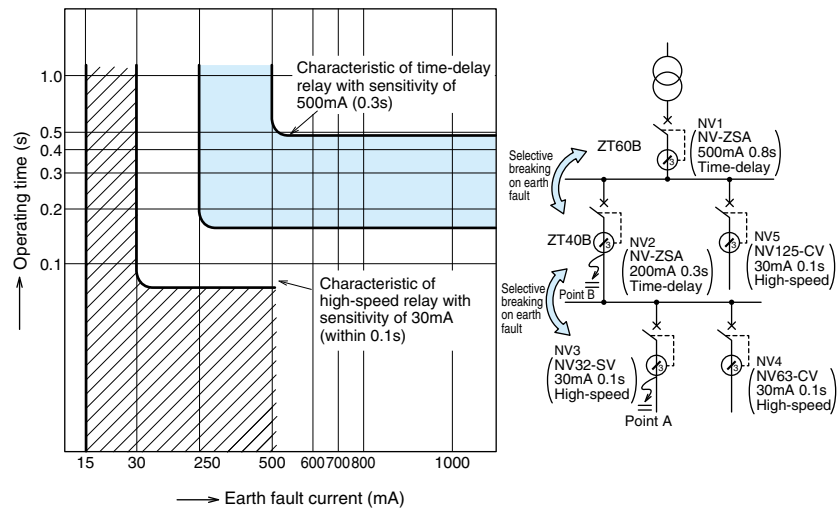 1.0
0.5
0.4
0.3
0.2
0.1
Operating time (s)
15
30
250
500
600
700
800
1000
Earth fault current (mA)
Characteristic of time-delay
relay with sensitivity of
500mA (0.3s)
Characteristic of
high-speed relay with
sensitivity of 30mA
(within 0.1s)
ZT60B
NV1
NV-ZSA
500mA 0.8s
Time-delay
3
Selective
breaking
on earth
fault
ZT40B
3
NV2
NV-ZSA
200mA 0.3s
Time-delay
3
NV5
NV125-CV
30mA 0.1s
High-speed
Point B
Selective
breaking
on earth
fault
NV3
NV32-SV
30mA 0.1s
High-speed
3
Point A
3
NV4
NV63-CV
30mA 0.1s
High-speed